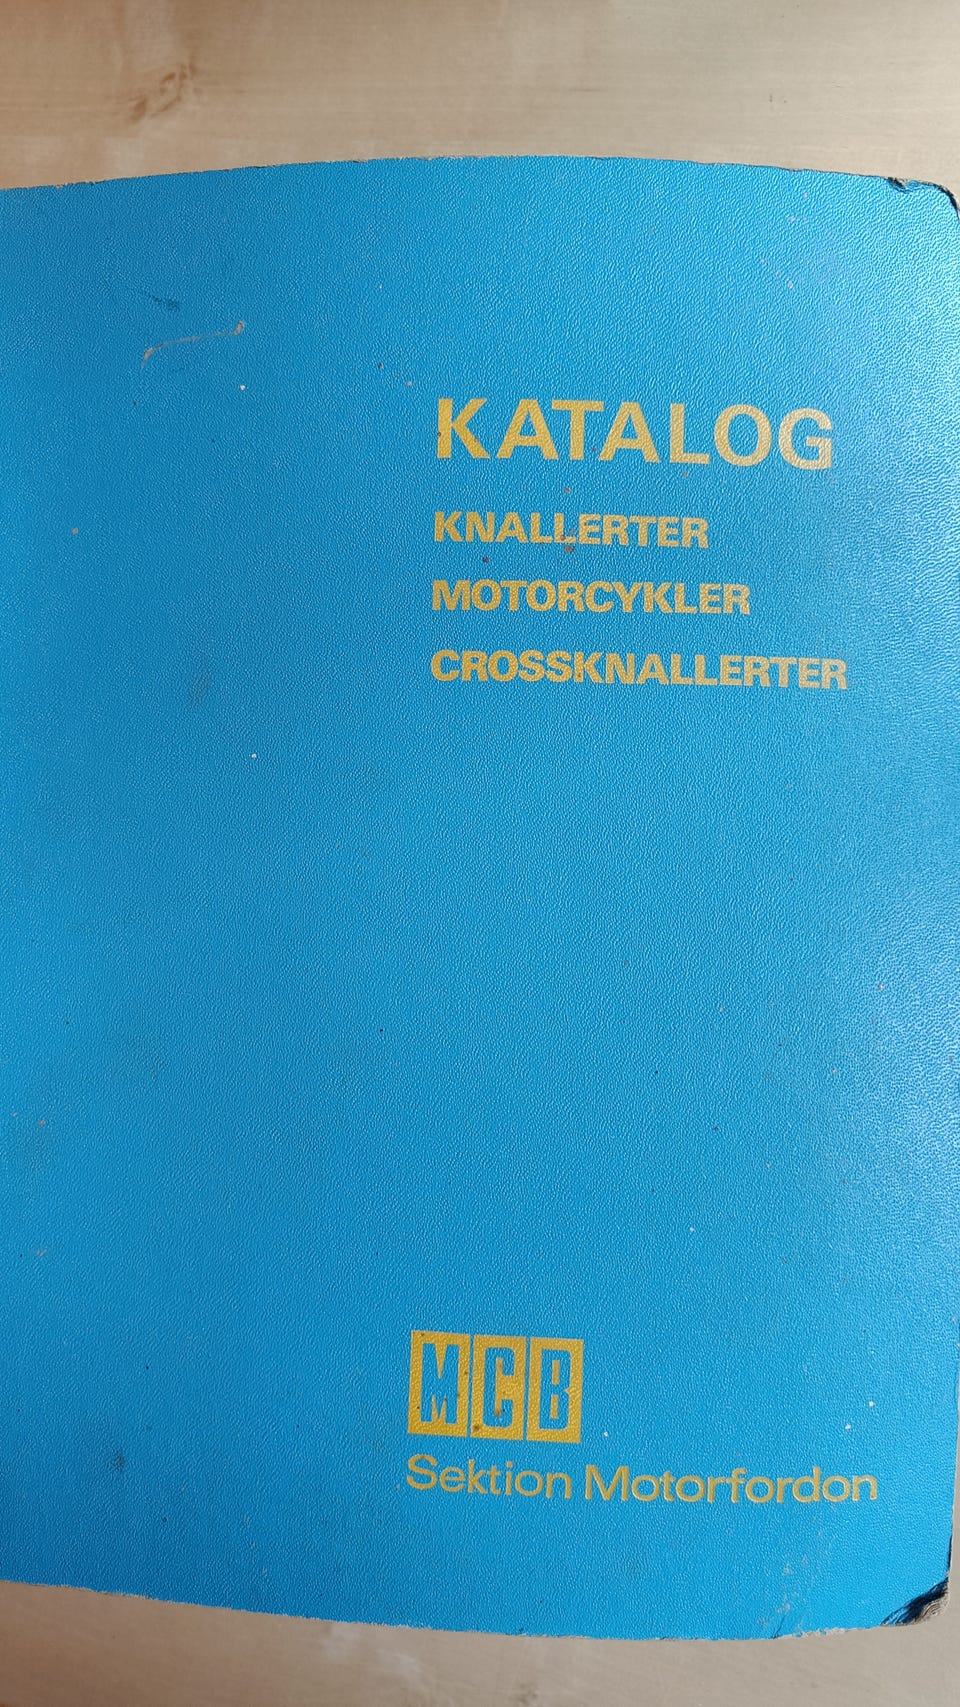 KATALOG
KNALLERTER
MOTORCYKLER
CROSSKNALLERTER
MCB
Sektion Motorfordon